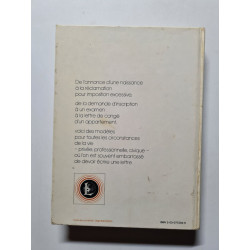 De l'annonce d'une naissance
à la réclamation
pour imposition excessive,
de la demande d'inscription
à un examen
à la lettre de congé
d'un appartement,
voici des modèles
pour toutes les circonstances
de la vie
– privée, professionnelle, civique –
où l'on est souvent embarrassé
de devoir écrire une lettre.